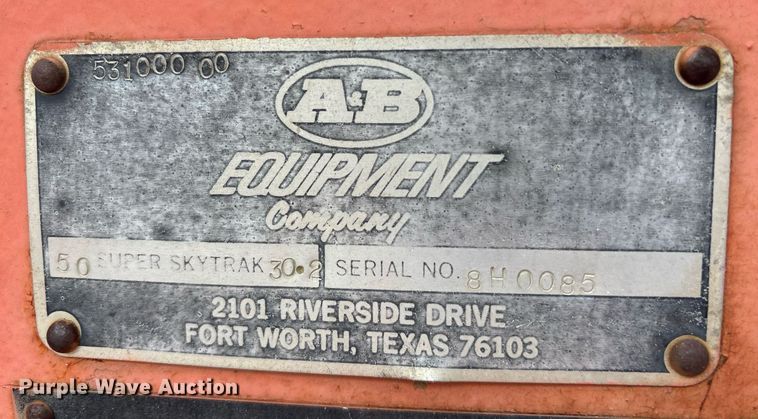 531000 00
A&B
EQUIPMENT
Company
50 SUPER SKYTRAK 30.2 SERIAL NO. 8H0085
2101 RIVERSIDE DRIVE
FORT WORTH, TEXAS 76103
Purple Wave Auction